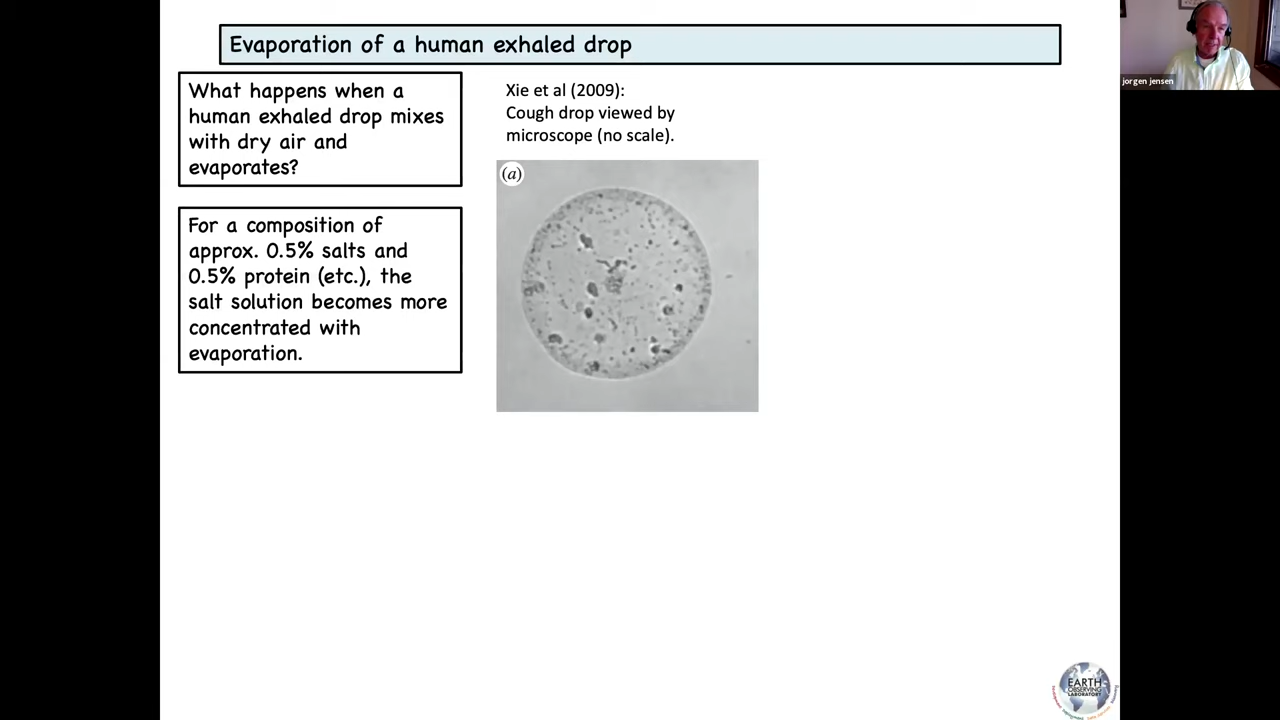 Evaporation of a human exhaled drop
What happens when a
human exhaled drop mixes
with dry air and
evaporates?
For a composition of
approx. 0.5% salts and
0.5% protein (etc.), the
salt solution becomes more
concentrated with
evaporation.
Xie et al (2009):
Cough drop viewed by
microscope (no scale).
(a)
jorgen jensen
EARTH
OBSERVING
LABORATORY